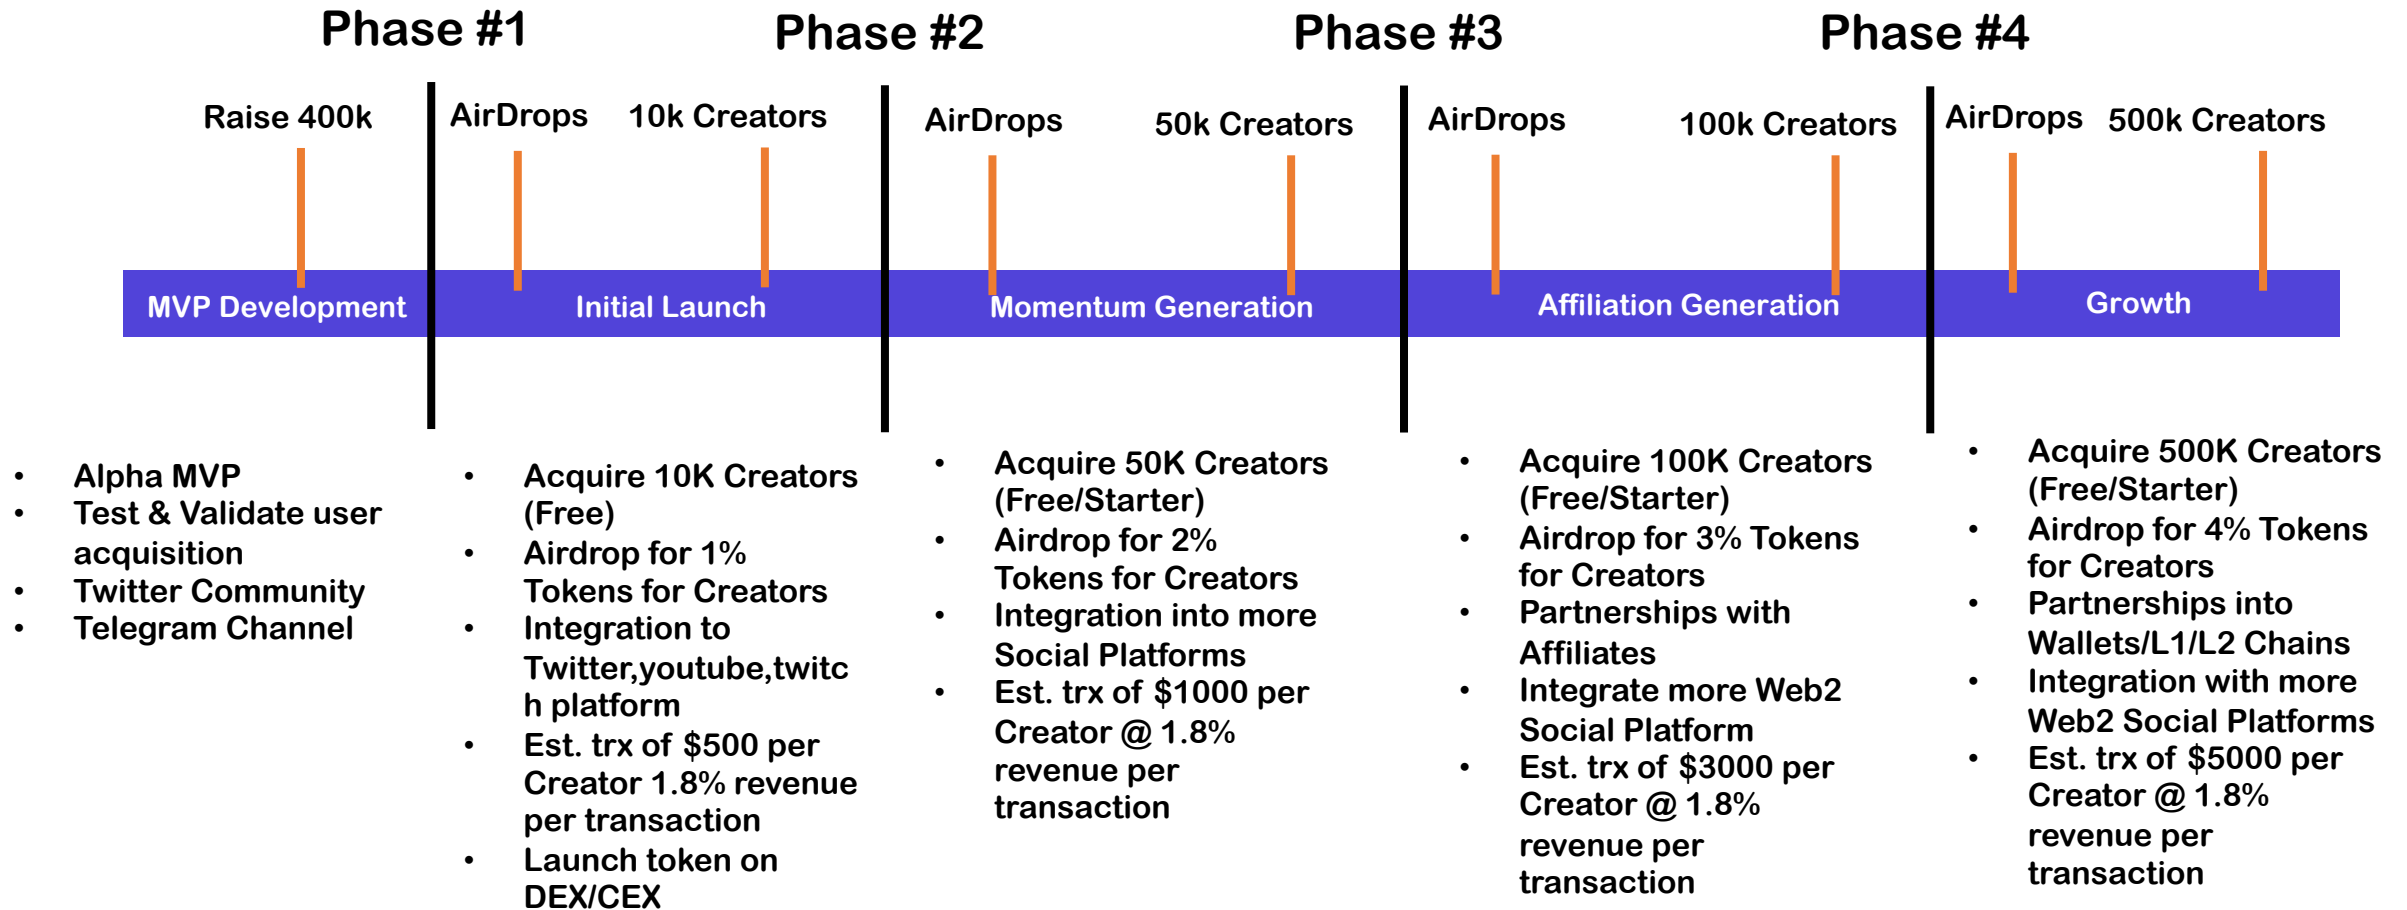 Phase #1
Phase #2
Phase #3
Phase #4
Raise 400k
AirDrops
10k Creators
AirDrops
50k Creators
AirDrops
100k Creators
AirDrops
500k Creators
MVP Development
Initial Launch
Momentum Generation
Affiliation Generation
Growth
• Alpha MVP
• Test & Validate user
acquisition
• Twitter Community
• Telegram Channel
• Acquire 10K Creators
(Free)
• Airdrop for 1%
Tokens for Creators
• Integration to
Twitter,youtube,twitc
h platform
• Est. trx of $500 per
Creator 1.8% revenue
per transaction
• Launch token on
DEX/CEX
• Acquire 50K Creators
(Free/Starter)
• Airdrop for 2%
Tokens for Creators
• Integration into more
Social Platforms
• Est. trx of $1000 per
Creator @ 1.8%
revenue per
transaction
• Acquire 100K Creators
(Free/Starter)
• Airdrop for 3% Tokens
for Creators
• Partnerships with
Affiliates
• Integrate more Web2
Social Platform
• Est. trx of $3000 per
Creator @ 1.8%
revenue per
transaction
• Acquire 500K Creators
(Free/Starter)
• Airdrop for 4% Tokens
for Creators
• Partnerships into
Wallets/L1/L2 Chains
• Integration with more
Web2 Social Platforms
• Est. trx of $5000 per
Creator @ 1.8%
revenue per
transaction